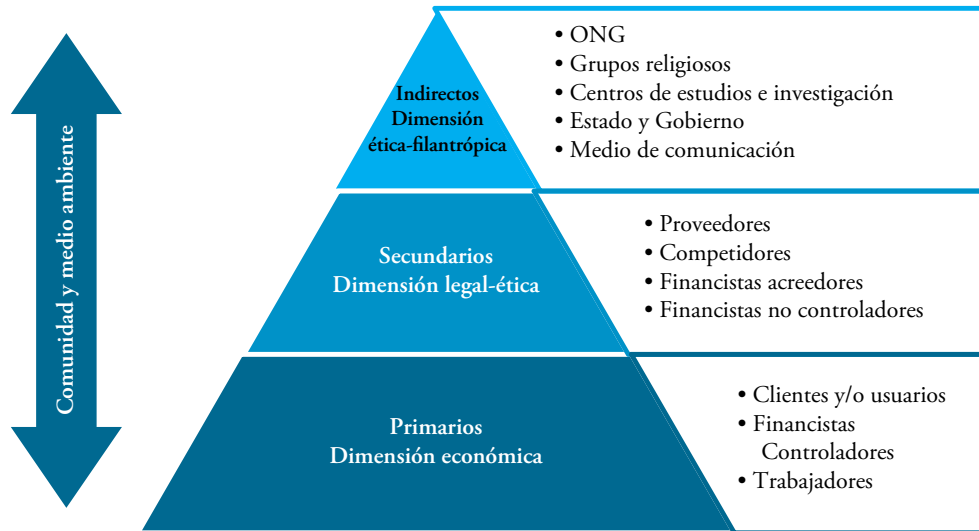 Comunidad y medio ambiente
Indirectos
Dimensión
ética-filantrópica
• ONG
• Grupos religiosos
• Centros de estudios e investigación
• Estado y Gobierno
• Medio de comunicación
Secundarios
Dimensión legal-ética
• Proveedores
• Competidores
• Financistas acreedores
• Financistas no controladores
Primarios
Dimensión económica
• Clientes y/o usuarios
• Financistas
Controladores
• Trabajadores